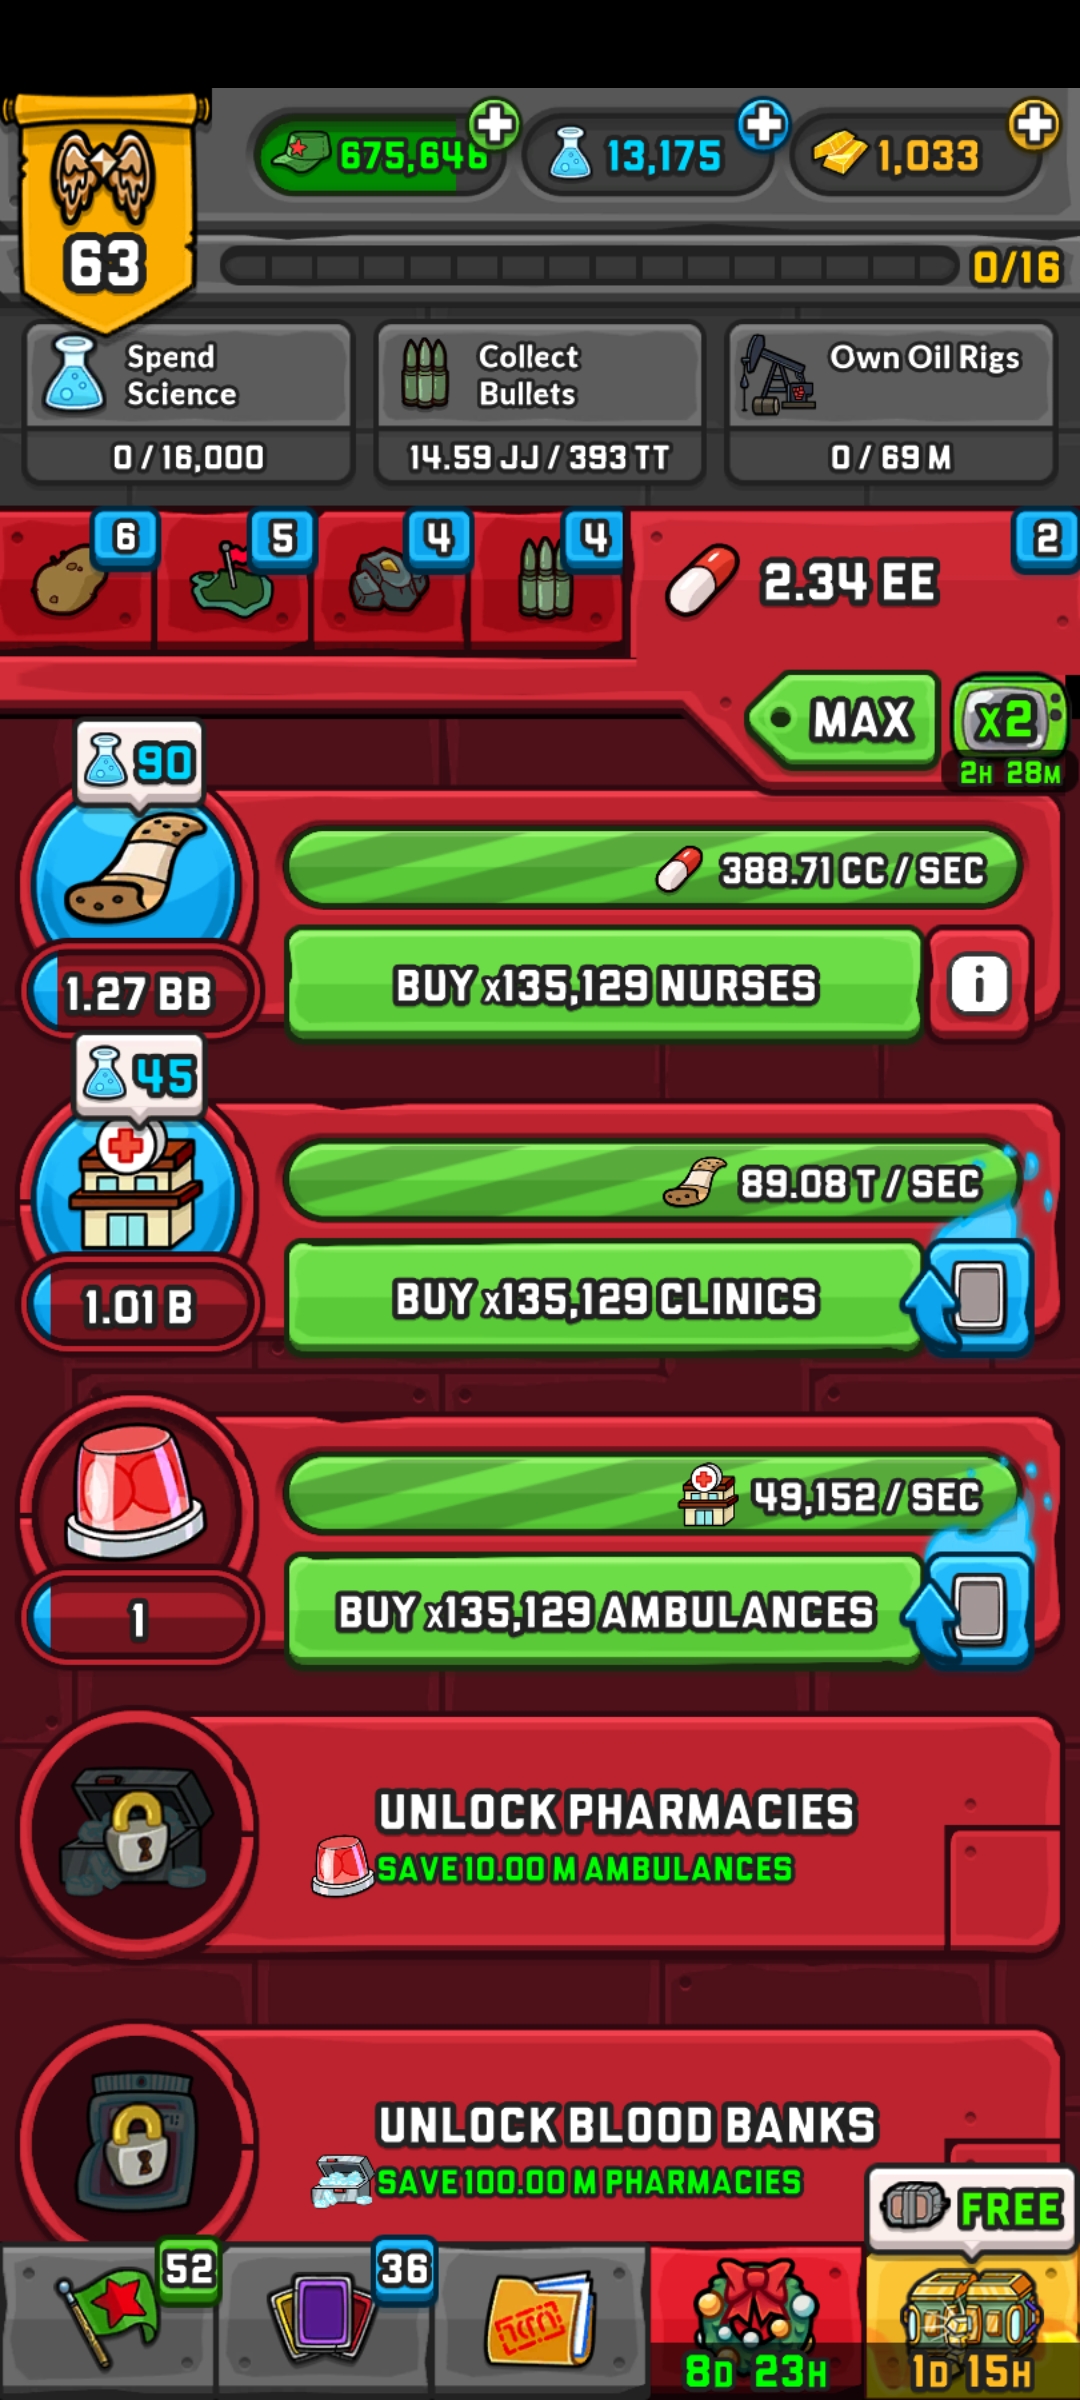 675,646
13,175
1,033
63
0/16
Spend
Science
0 / 16,000
Collect
Bullets
14.59 JJ / 393 TT
Own Oil Rigs
0 / 69 M
6
5
4
4
2
2.34 EE
MAX
x2
2H 28M
90
388.71 CC / SEC
1.27 BB
BUY x135,129 NURSES
i
45
89.08 T / SEC
1.01 B
BUY x135,129 CLINICS
49,152 / SEC
1
BUY x135,129 AMBULANCES
UNLOCK PHARMACIES
SAVE 10.00 M AMBULANCES
UNLOCK BLOOD BANKS
SAVE 100.00 M PHARMACIES
FREE
52
36
8D 23H
1D 15H